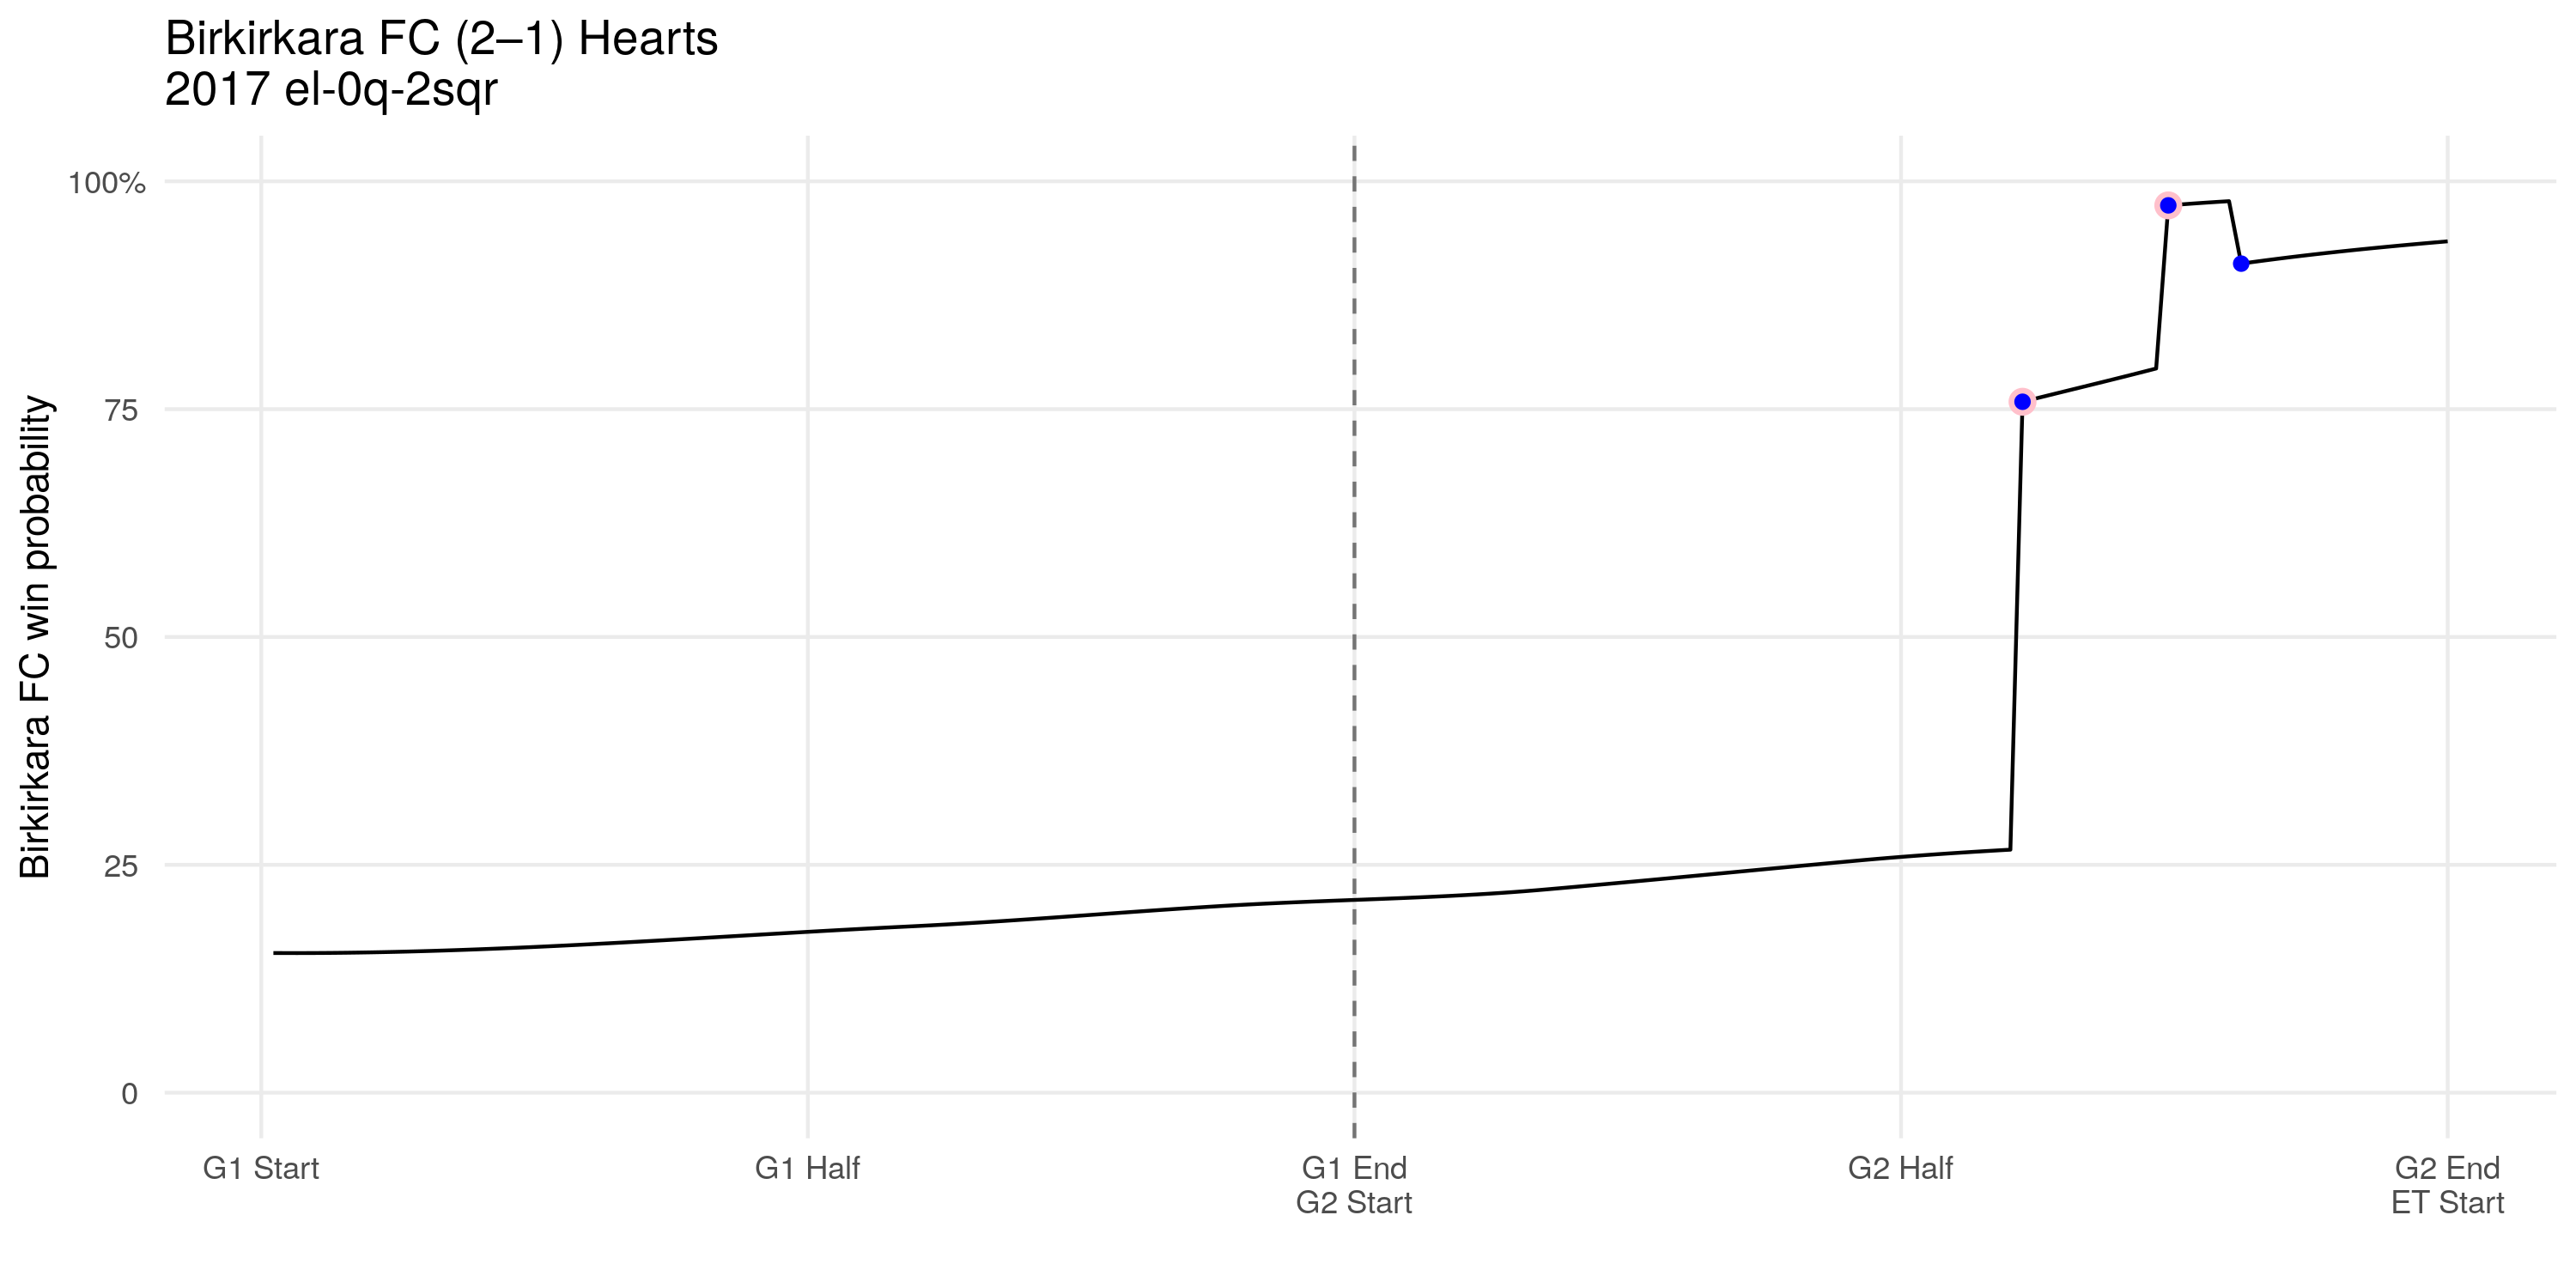 Birkirkara FC (2–1) Hearts
2017 el-0q-2sqr
Birkirkara FC win probability
100%
75
50
25
0
G1 Start
G1 Half
G1 End
G2 Start
G2 Half
G2 End
ET Start